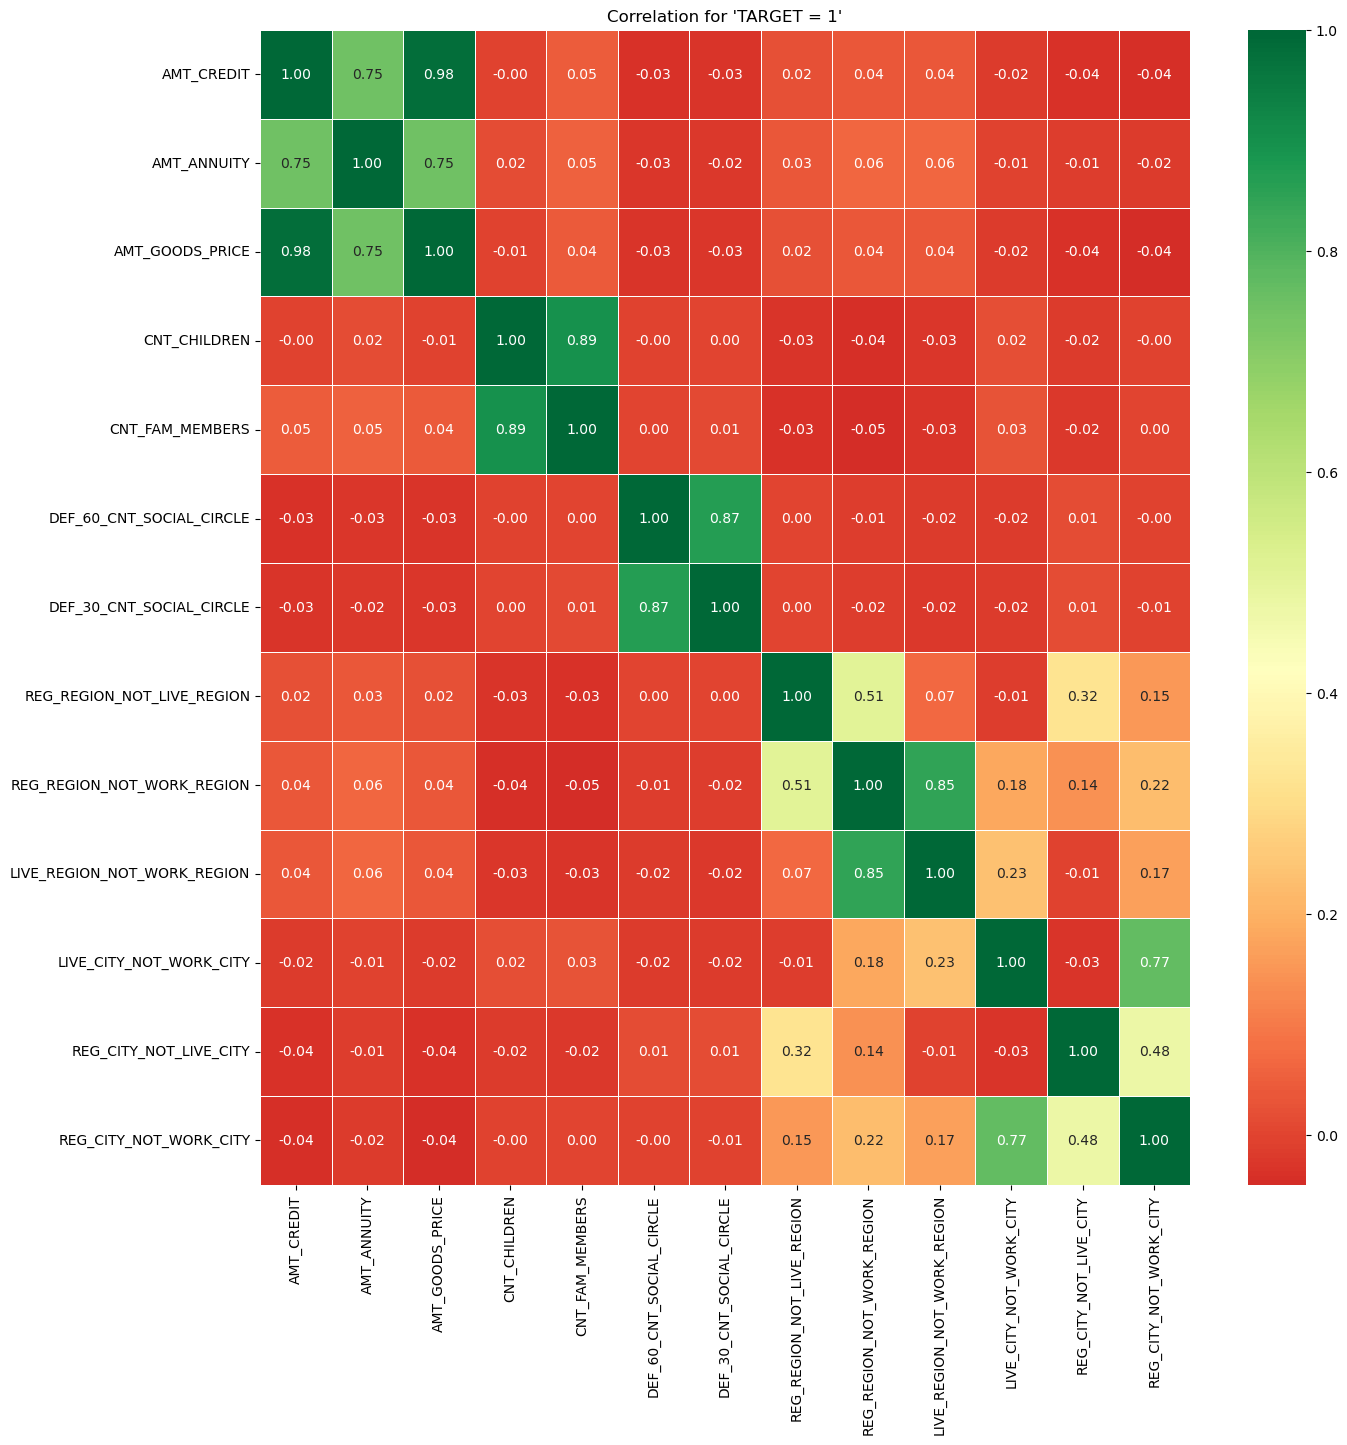 Correlation for 'TARGET = 1'
AMT_CREDIT 1.00 0.75 0.98 -0.00 0.05 -0.03 -0.03 0.02 0.04 0.04 -0.02 -0.04 -0.04
AMT_ANNUITY 0.75 1.00 0.75 0.02 0.05 -0.03 -0.02 0.03 0.06 0.06 -0.01 -0.01 -0.02
AMT_GOODS_PRICE 0.98 0.75 1.00 -0.01 0.04 -0.03 -0.03 0.02 0.04 0.04 -0.02 -0.04 -0.04
CNT_CHILDREN -0.00 0.02 -0.01 1.00 0.89 -0.00 0.00 -0.03 -0.04 -0.03 0.02 -0.02 -0.00
CNT_FAM_MEMBERS 0.05 0.05 0.04 0.89 1.00 0.00 0.01 -0.03 -0.05 -0.03 0.03 -0.02 0.00
DEF_60_CNT_SOCIAL_CIRCLE -0.03 -0.03 -0.03 -0.00 0.00 1.00 0.87 0.00 -0.01 -0.02 -0.02 0.01 -0.00
DEF_30_CNT_SOCIAL_CIRCLE -0.03 -0.02 -0.03 0.00 0.01 0.87 1.00 0.00 -0.02 -0.02 -0.02 0.01 -0.01
REG_REGION_NOT_LIVE_REGION 0.02 0.03 0.02 -0.03 -0.03 0.00 0.00 1.00 0.51 0.07 -0.01 0.32 0.15
REG_REGION_NOT_WORK_REGION 0.04 0.06 0.04 -0.04 -0.05 -0.01 -0.02 0.51 1.00 0.85 0.18 0.14 0.22
LIVE_REGION_NOT_WORK_REGION 0.04 0.06 0.04 -0.03 -0.03 -0.02 -0.02 0.07 0.85 1.00 0.23 -0.01 0.17
LIVE_CITY_NOT_WORK_CITY -0.02 -0.01 -0.02 0.02 0.03 -0.02 -0.02 -0.01 0.18 0.23 1.00 -0.03 0.77
REG_CITY_NOT_LIVE_CITY -0.04 -0.01 -0.04 -0.02 -0.02 0.01 0.01 0.32 0.14 -0.01 -0.03 1.00 0.48
REG_CITY_NOT_WORK_CITY -0.04 -0.02 -0.04 -0.00 0.00 -0.00 -0.01 0.15 0.22 0.17 0.77 0.48 1.00
AMT_CREDIT
AMT_ANNUITY
AMT_GOODS_PRICE
CNT_CHILDREN
CNT_FAM_MEMBERS
DEF_60_CNT_SOCIAL_CIRCLE
DEF_30_CNT_SOCIAL_CIRCLE
REG_REGION_NOT_LIVE_REGION
REG_REGION_NOT_WORK_REGION
LIVE_REGION_NOT_WORK_REGION
LIVE_CITY_NOT_WORK_CITY
REG_CITY_NOT_LIVE_CITY
REG_CITY_NOT_WORK_CITY
1.0
0.8
0.6
0.4
0.2
0.0